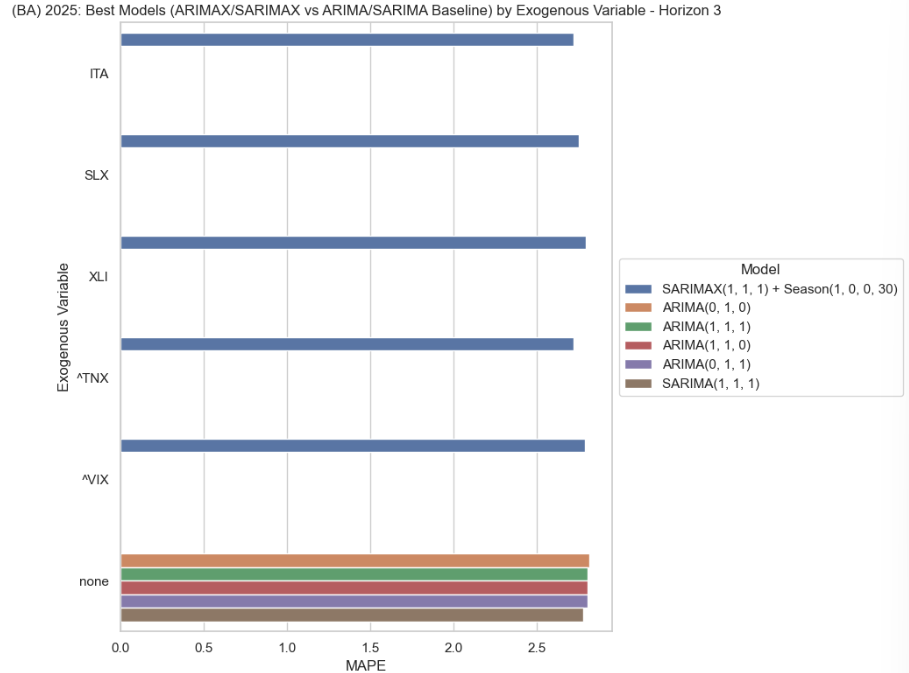 (BA) 2025: Best Models (ARIMAX/SARIMAX vs ARIMA/SARIMA Baseline) by Exogenous Variable - Horizon 3
Exogenous Variable
ITA
SLX
XLI
^TNX
^VIX
none
0.0 0.5 1.0 1.5 2.0 2.5
MAPE
Model
SARIMAX(1, 1, 1) + Season(1, 0, 0, 30)
ARIMA(0, 1, 0)
ARIMA(1, 1, 1)
ARIMA(1, 1, 0)
ARIMA(0, 1, 1)
SARIMA(1, 1, 1)